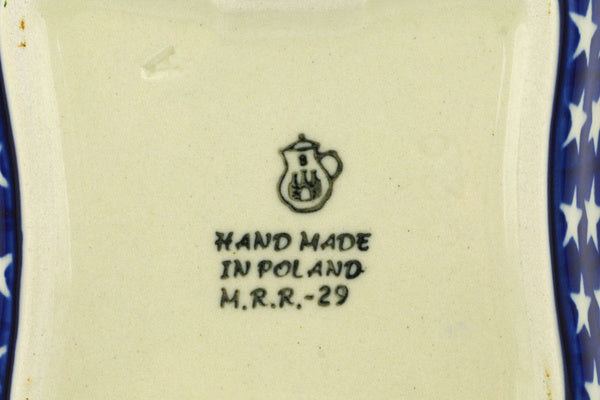 B
HAND MADE
IN POLAND
M.R.R.-29